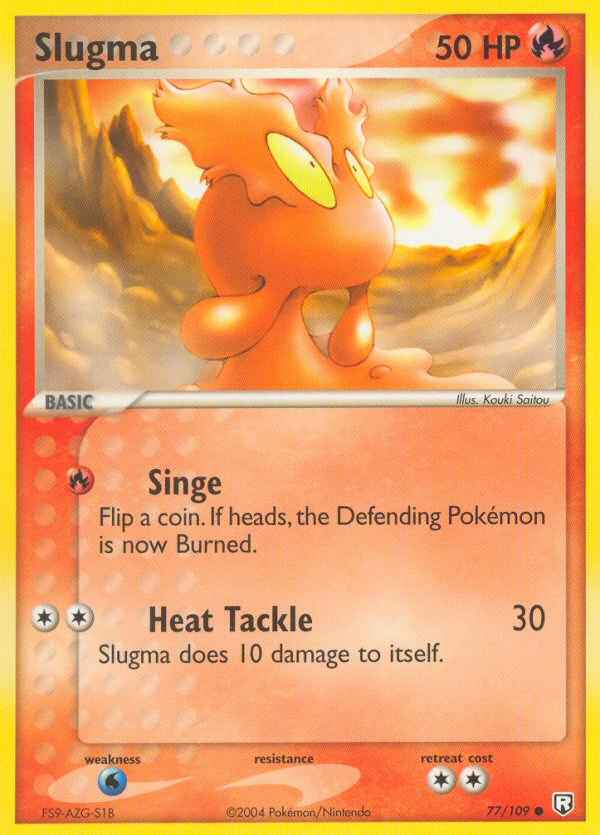 Slugma
50 HP
BASIC
Illus. Kouki Saitou
Singe
Flip a coin. If heads, the Defending Pokémon
is now Burned.
Heat Tackle 30
Slugma does 10 damage to itself.
weakness resistance retreat cost
FS9-AZG-S1B ©2004 Pokémon/Nintendo 77/109 R